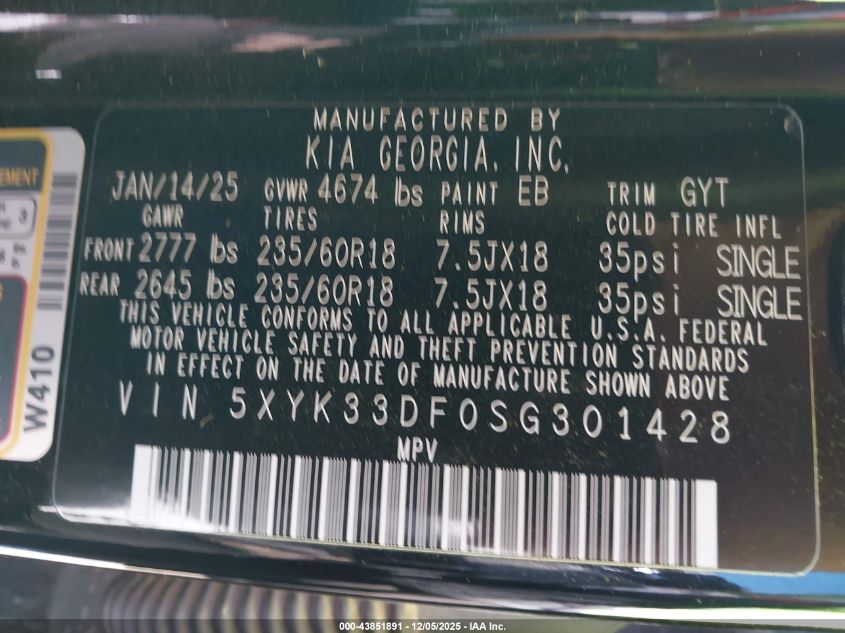 MANUFACTURED BY
KIA GEORGIA, INC.
JAN/14/25 GVWR 4674 lbs PAINT EB TRIM GYT
GAWR TIRES RIMS COLD TIRE INFL
FRONT 2777 lbs 235/60R18 7.5JX18 35psi SINGLE
REAR 2645 lbs 235/60R18 7.5JX18 35psi SINGLE
THIS VEHICLE CONFORMS TO ALL APPLICABLE U.S.A. FEDERAL
MOTOR VEHICLE SAFETY AND THEFT PREVENTION STANDARDS
IN EFFECT ON THE DATE OF MANUFACTURE SHOWN ABOVE
VIN 5XYK33DF0SG301428
MPV
W410
3
000-43851891 - 12/05/2025 - IAA Inc.